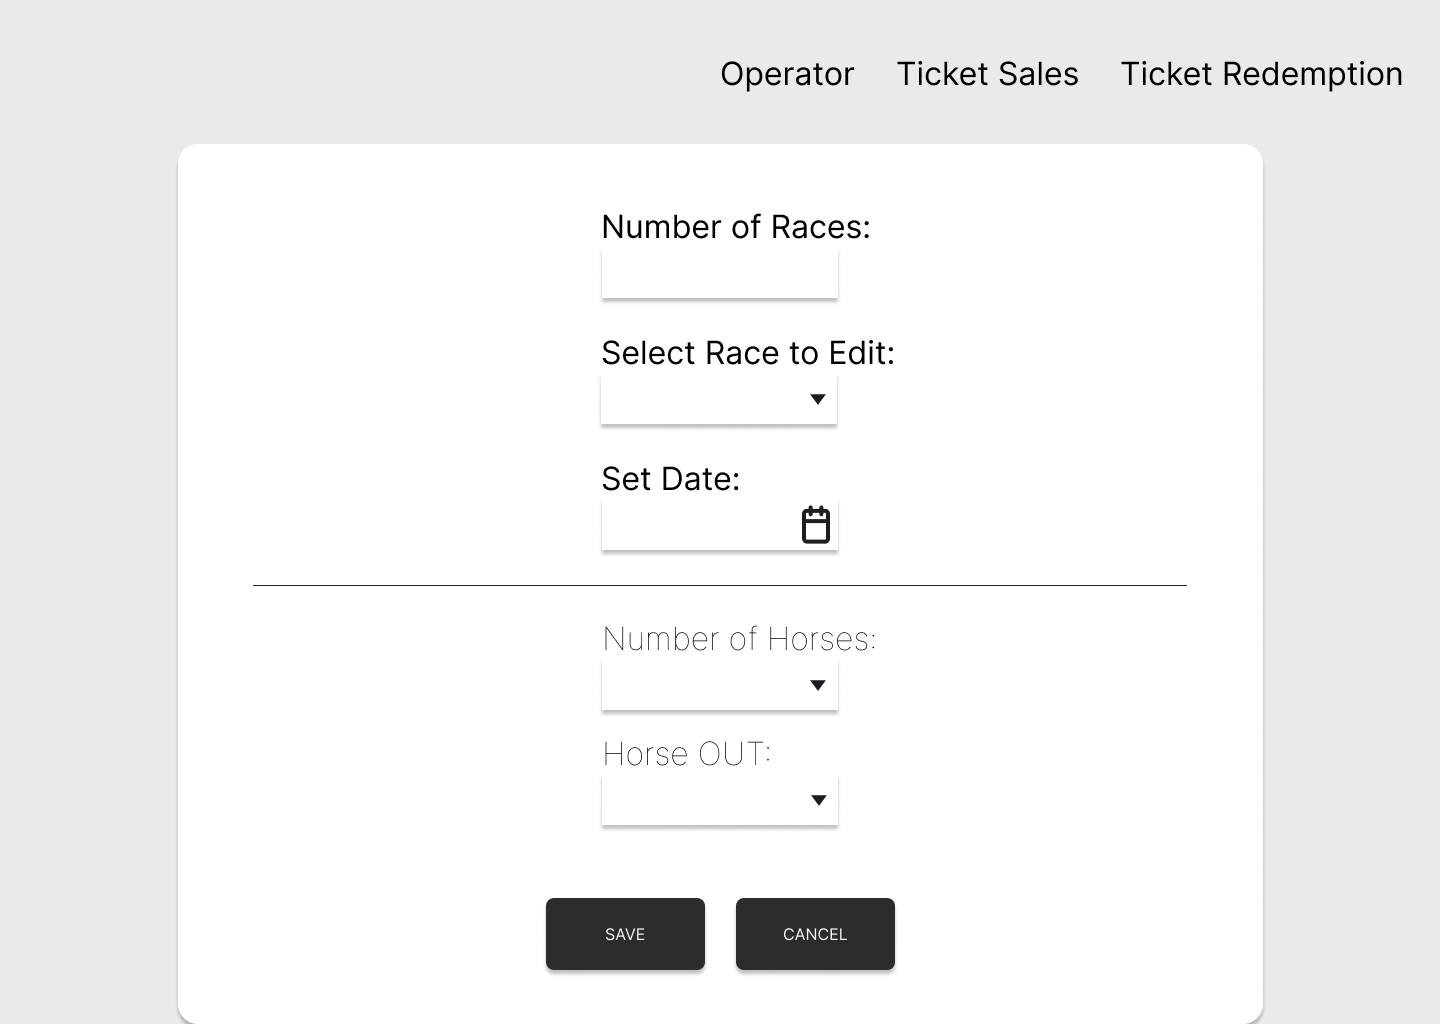 Operator Ticket Sales Ticket Redemption
Number of Races:
Select Race to Edit:
Set Date:
Number of Horses:
Horse OUT:
SAVE CANCEL